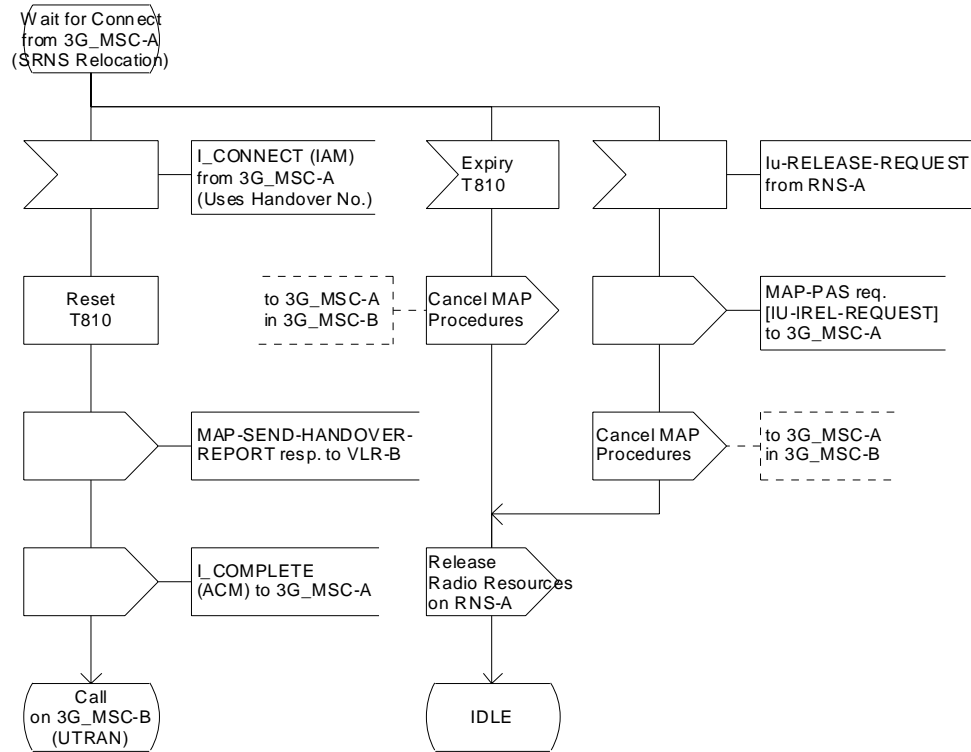 Wait for Connect
from 3G_MSC-A
(SRNS Relocation)
I_CONNECT (IAM)
from 3G_MSC-A
(Uses Handover No.)
Expiry
T810
Iu-RELEASE-REQUEST
from RNS-A
Reset
T810
to 3G_MSC-A
in 3G_MSC-B
Cancel MAP
Procedures
MAP-PAS req.
[IU-IREL-REQUEST]
to 3G_MSC-A
MAP-SEND-HANDOVER-
REPORT resp. to VLR-B
Cancel MAP
Procedures
to 3G_MSC-A
in 3G_MSC-B
I_COMPLETE
(ACM) to 3G_MSC-A
Release
Radio Resources
on RNS-A
Call
on 3G_MSC-B
(UTRAN)
IDLE